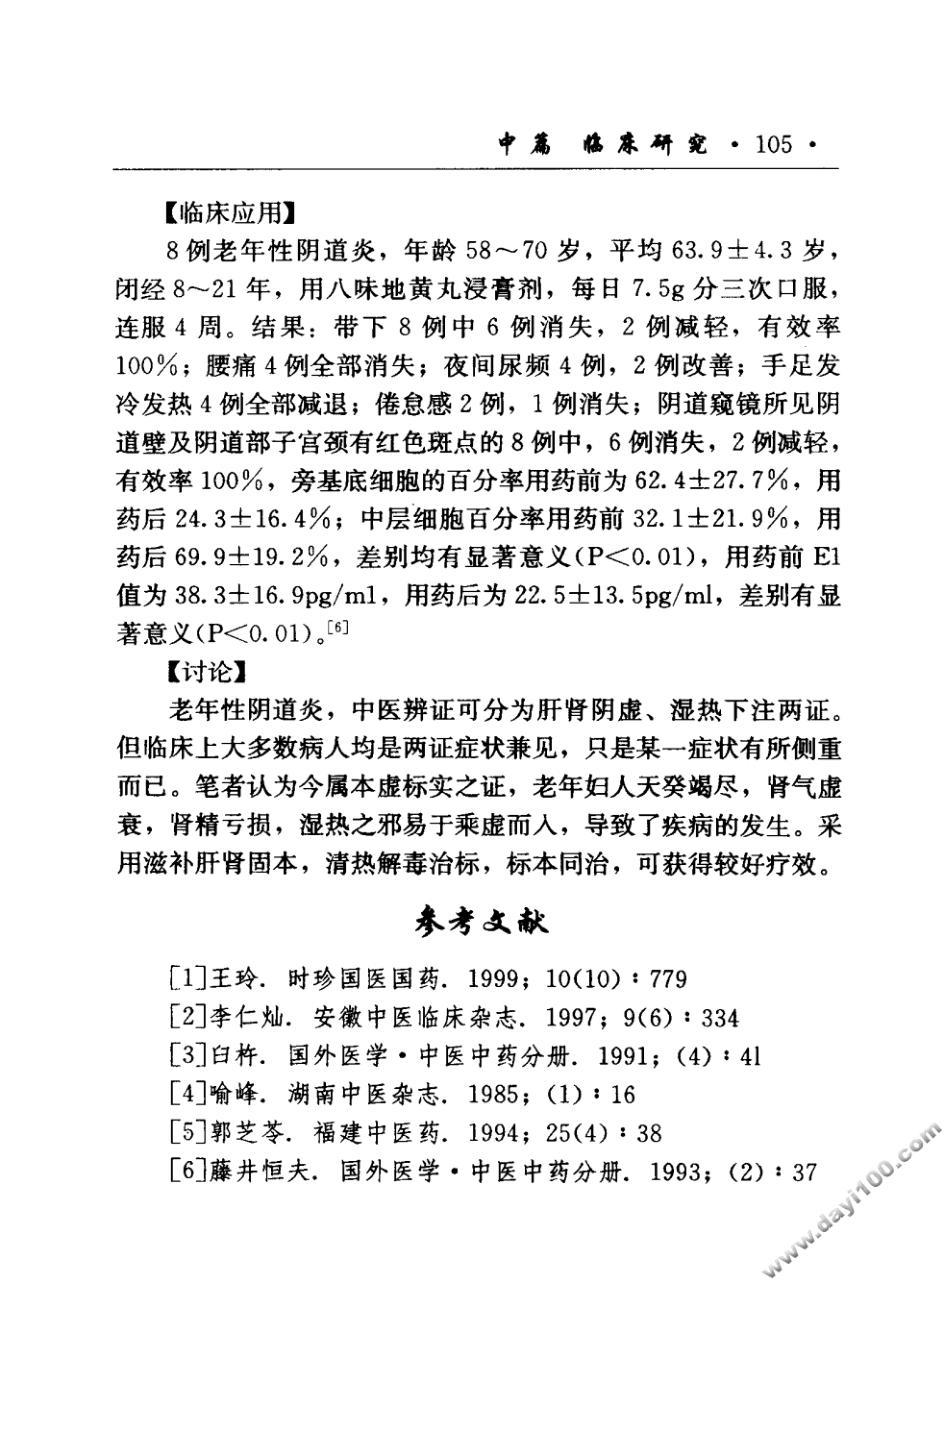 中篇 临床研究 · 105 ·
【临床应用】
8 例老年性阴道炎，年龄 58～70 岁，平均 63.9±4.3 岁，
闭经 8～21 年，用八味地黄丸浸膏剂，每日 7.5g 分三次口服，
连服 4 周。结果：带下 8 例中 6 例消失，2 例减轻，有效率
100%；腰痛 4 例全部消失；夜间尿频 4 例，2 例改善；手足发
冷发热 4 例全部减退；倦怠感 2 例，1 例消失；阴道窥镜所见阴
道壁及阴道部子宫颈有红色斑点的 8 例中，6 例消失，2 例减轻，
有效率 100%，旁基底细胞的百分率用药前为 62.4±27.7%，用
药后 24.3±16.4%；中层细胞百分率用药前 32.1±21.9%，用
药后 69.9±19.2%，差别均有显著意义(P<0.01)，用药前 E1
值为 38.3±16.9pg/ml，用药后为 22.5±13.5pg/ml，差别有显
著意义(P<0.01)。[6]
【讨论】
老年性阴道炎，中医辨证可分为肝肾阴虚、湿热下注两证。
但临床上大多数病人均是两证症状兼见，只是某一症状有所侧重
而已。笔者认为今属本虚标实之证，老年妇人天癸竭尽，肾气虚
衰，肾精亏损，湿热之邪易于乘虚而入，导致了疾病的发生。采
用滋补肝肾固本，清热解毒治标，标本同治，可获得较好疗效。
参考文献
[1]王玲. 时珍国医国药. 1999；10(10)：779
[2]李仁灿. 安徽中医临床杂志. 1997；9(6)：334
[3]臼杵. 国外医学·中医中药分册. 1991；(4)：41
[4]喻峰. 湖南中医杂志. 1985；(1)：16
[5]郭芝苓. 福建中医药. 1994；25(4)：38
[6]藤井恒夫. 国外医学·中医中药分册. 1993；(2)：37
www.dayi100.com